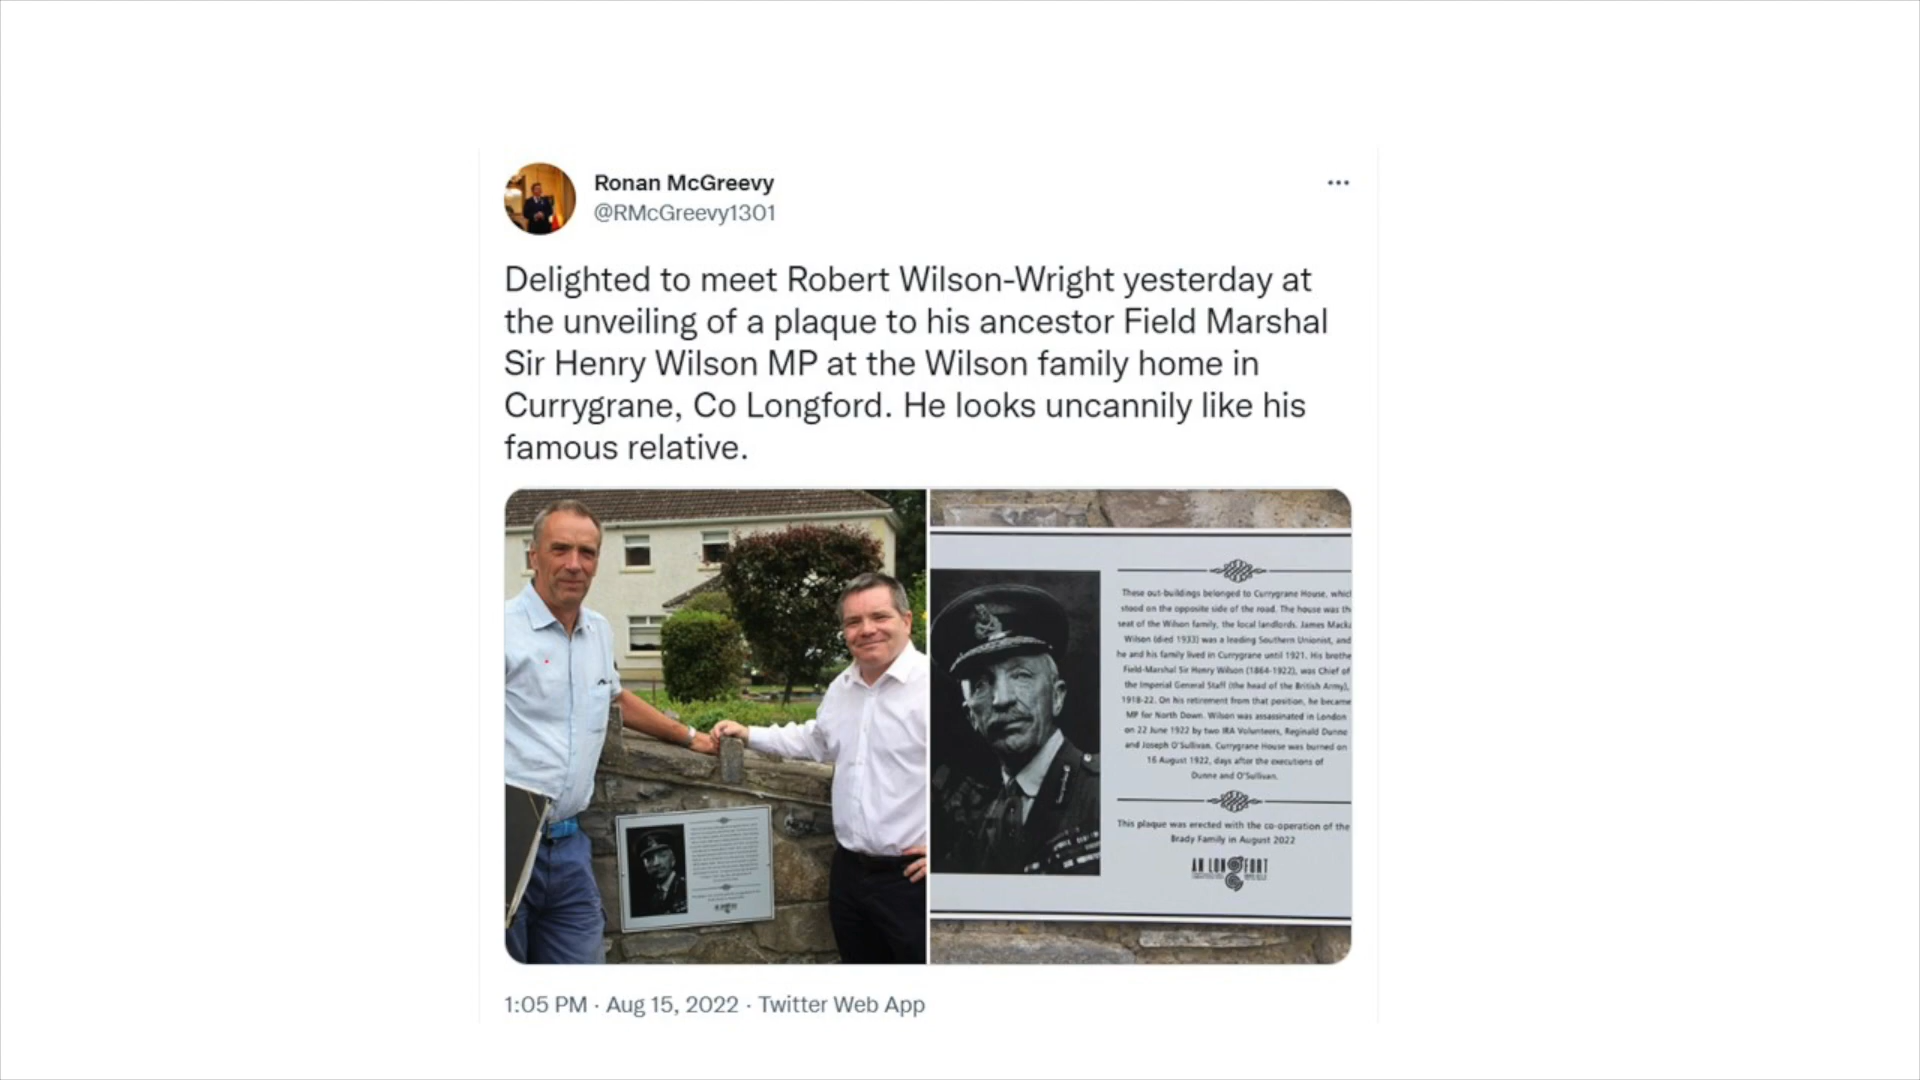 Ronan McGreevy
@RMcGreevy1301
Delighted to meet Robert Wilson-Wright yesterday at
the unveiling of a plaque to his ancestor Field Marshal
Sir Henry Wilson MP at the Wilson family home in
Currygrane, Co Longford. He looks uncannily like his
famous relative.
These out-buildings belonged to Currygrane House, whic
stood on the opposite side of the road. The house was th
seat of the Wilson family, the local landlords. James Macka
Wilson (died 1933) was a leading Southern Unionist, and
he and his family lived in Currygrane until 1921. His brothe
Field-Marshal Sir Henry Wilson (1864-1922), was Chief of
the Imperial General Staff (the head of the British Army),
1918-22. On his retirement from that position, he became
MP for North Down. Wilson was assassinated in London
on 22 June 1922 by two IRA Volunteers, Reginald Dunne
and Joseph O'Sullivan. Currygrane House was burned on
16 August 1922, days after the executions of
Dunne and O'Sullivan.
This plaque was erected with the co-operation of the
Brady Family in August 2022
AN LONGFORT
1:05 PM · Aug 15, 2022 · Twitter Web App